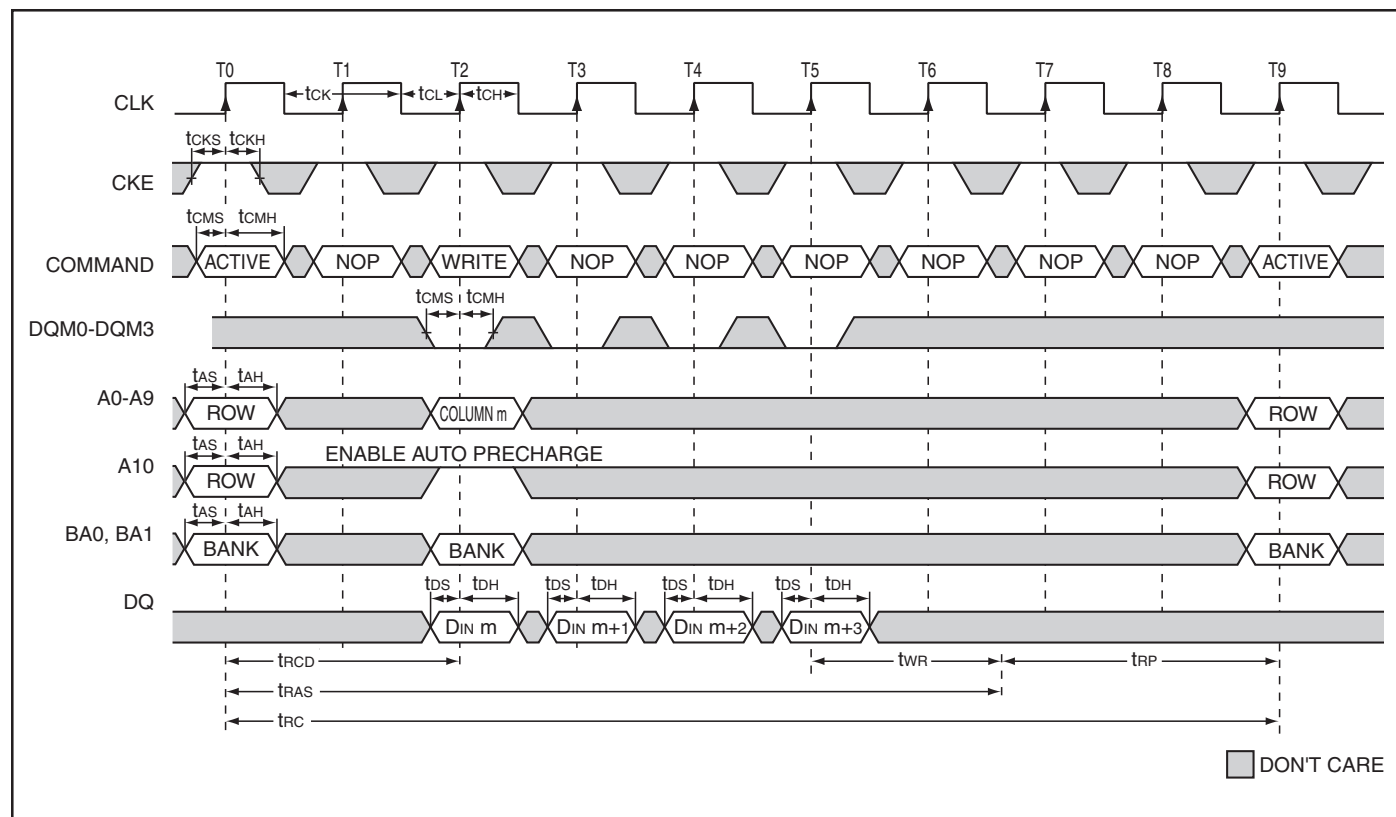 T0 T1 T2 T3 T4 T5 T6 T7 T8 T9
CLK tCK tCL tCH
tCKS tCKH
CKE
tCMS tCMH
COMMAND ACTIVE NOP WRITE NOP NOP NOP NOP NOP NOP ACTIVE
tCMS tCMH
DQM0-DQM3
tAS tAH
A0-A9 ROW COLUMN m ROW
tAS tAH ENABLE AUTO PRECHARGE
A10 ROW ROW
tAS tAH
BA0, BA1 BANK BANK BANK
tDS tDH tDS tDH tDS tDH tDS tDH
DQ DIN m DIN m+1 DIN m+2 DIN m+3
tRCD tWR tRP
tRAS
tRC
DON'T CARE